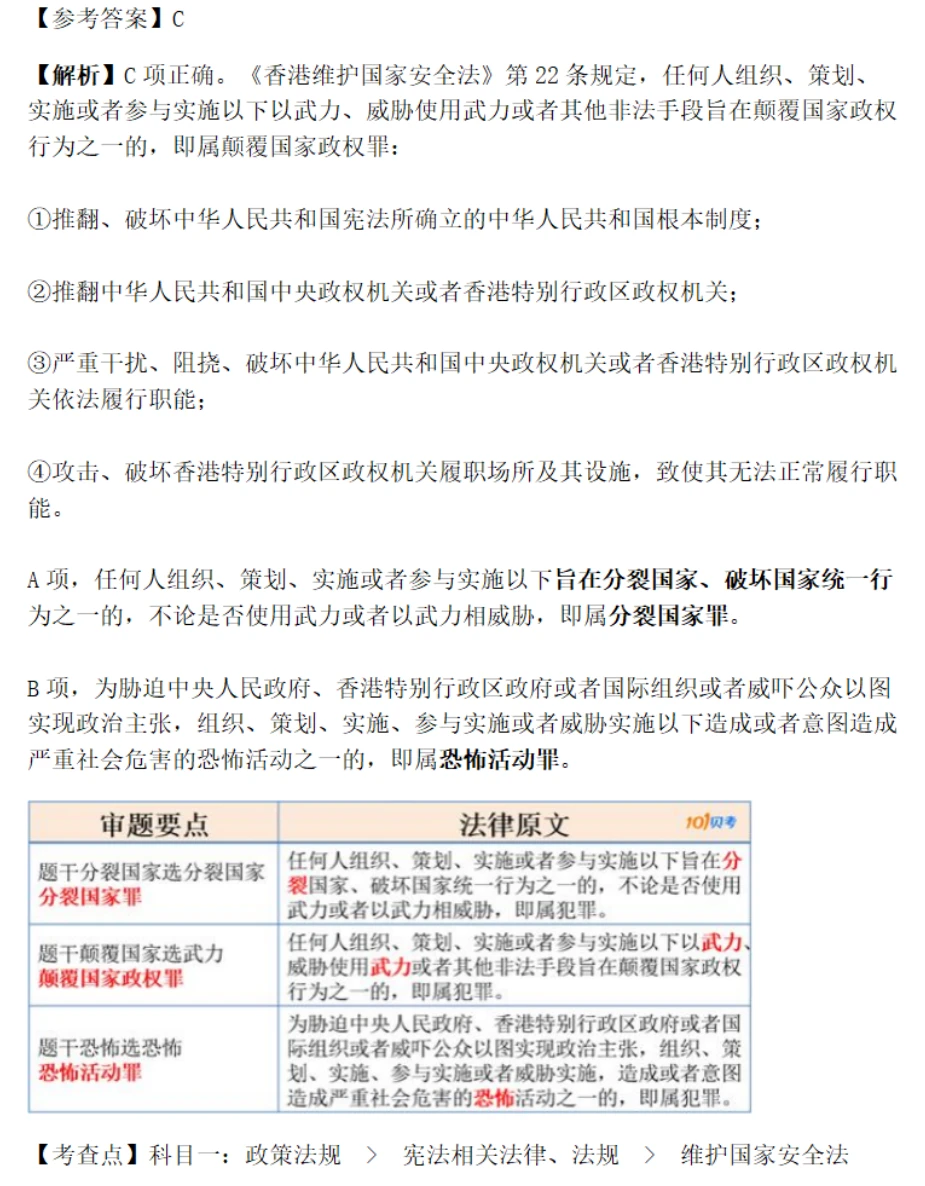 【参考答案】C
【解析】C 项正确。《香港维护国家安全法》第 22 条规定，任何人组织、策划、
实施或者参与实施以下以武力、威胁使用武力或者其他非法手段旨在颠覆国家政权
行为之一的，即属颠覆国家政权罪：
①推翻、破坏中华人民共和国宪法所确立的中华人民共和国根本制度；
②推翻中华人民共和国中央政权机关或者香港特别行政区政权机关；
③严重干扰、阻挠、破坏中华人民共和国中央政权机关或者香港特别行政区政权机
关依法履行职能；
④攻击、破坏香港特别行政区政权机关履职场所及其设施，致使其无法正常履行职
能。
A 项，任何人组织、策划、实施或者参与实施以下旨在分裂国家、破坏国家统一行
为之一的，不论是否使用武力或者以武力相威胁，即属分裂国家罪。
B 项，为胁迫中央人民政府、香港特别行政区政府或者国际组织或者威吓公众以图
实现政治主张，组织、策划、实施、参与实施或者威胁实施以下造成或者意图造成
严重社会危害的恐怖活动之一的，即属恐怖活动罪。
审题要点
法律原文
101贝考
题干分裂国家选分裂国家
分裂国家罪
任何人组织、策划、实施或者参与实施以下旨在分
裂国家、破坏国家统一行为之一的，不论是否使用
武力或者以武力相威胁，即属犯罪。
题干颠覆国家选武力
颠覆国家政权罪
任何人组织、策划、实施或者参与实施以下以武力、
威胁使用武力或者其他非法手段旨在颠覆国家政权
行为之一的，即属犯罪。
题干恐怖选恐怖
恐怖活动罪
为胁迫中央人民政府、香港特别行政区政府或者国
际组织或者威吓公众以图实现政治主张，组织、策
划、实施、参与实施或者威胁实施，造成或者意图
造成严重社会危害的恐怖活动之一的，即属犯罪。
【考查点】科目一：政策法规 > 宪法相关法律、法规 > 维护国家安全法